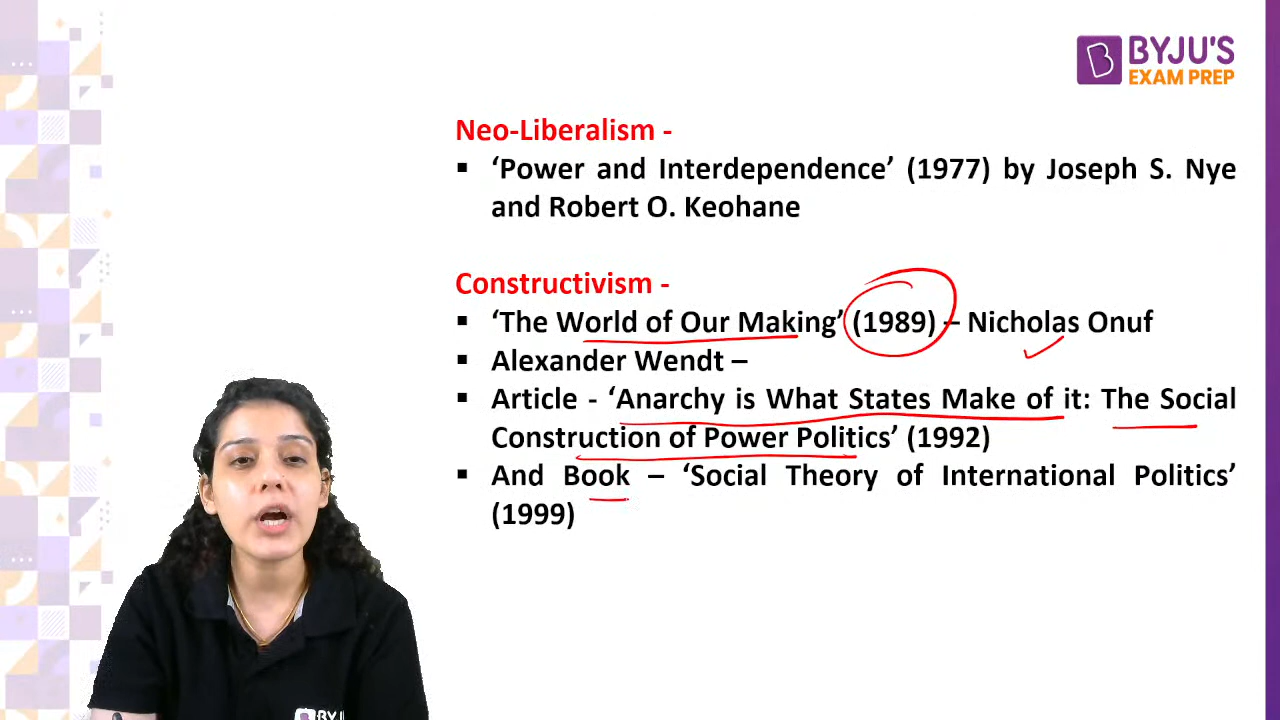 BYJU'S
EXAM PREP
Neo-Liberalism -
▪ ‘Power and Interdependence’ (1977) by Joseph S. Nye
and Robert O. Keohane
Constructivism -
▪ ‘The World of Our Making’ (1989) – Nicholas Onuf
▪ Alexander Wendt –
▪ Article - ‘Anarchy is What States Make of it: The Social
Construction of Power Politics’ (1992)
▪ And Book – ‘Social Theory of International Politics’
(1999)